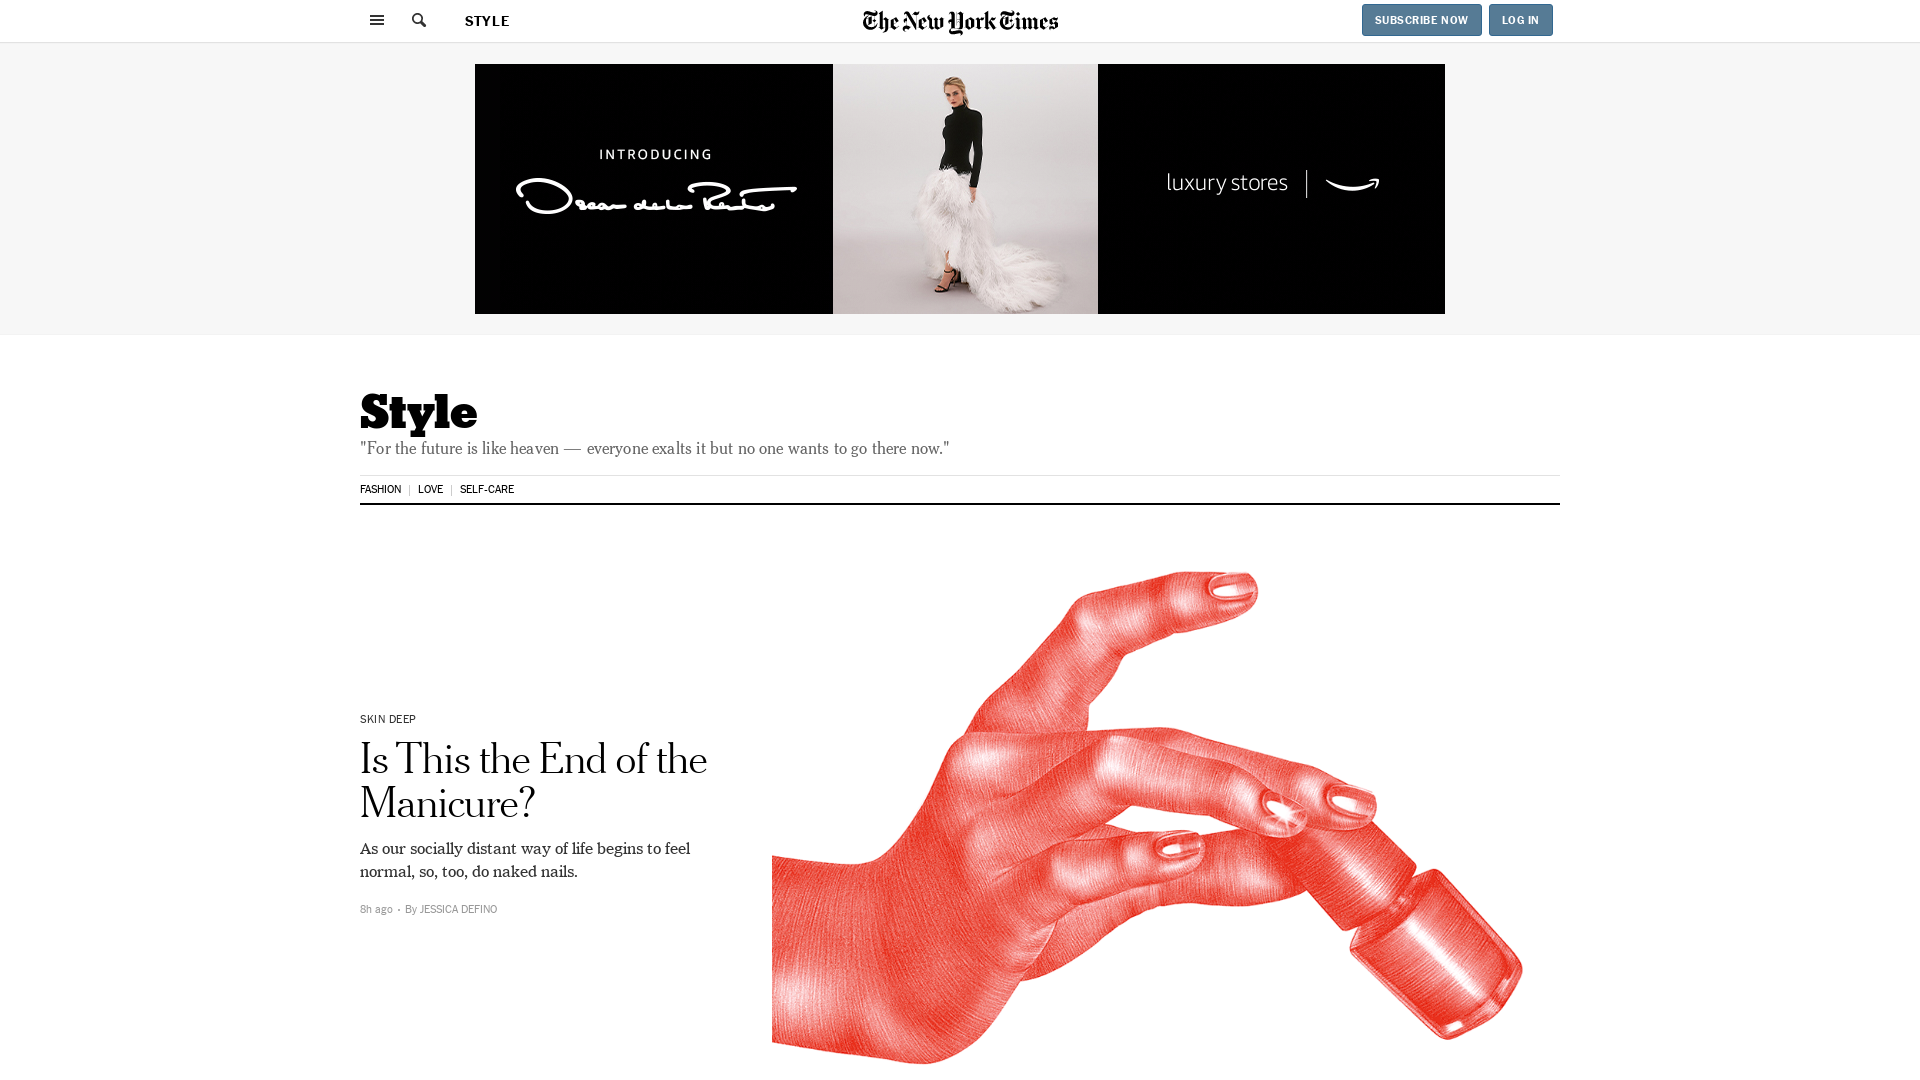 STYLE
The New York Times
SUBSCRIBE NOW
LOG IN
INTRODUCING
Oscar de la Renta
luxury stores
Style
"For the future is like heaven — everyone exalts it but no one wants to go there now."
FASHION
LOVE
SELF-CARE
SKIN DEEP
Is This the End of the
Manicure?
As our socially distant way of life begins to feel
normal, so, too, do naked nails.
8h ago • By JESSICA DEFINO